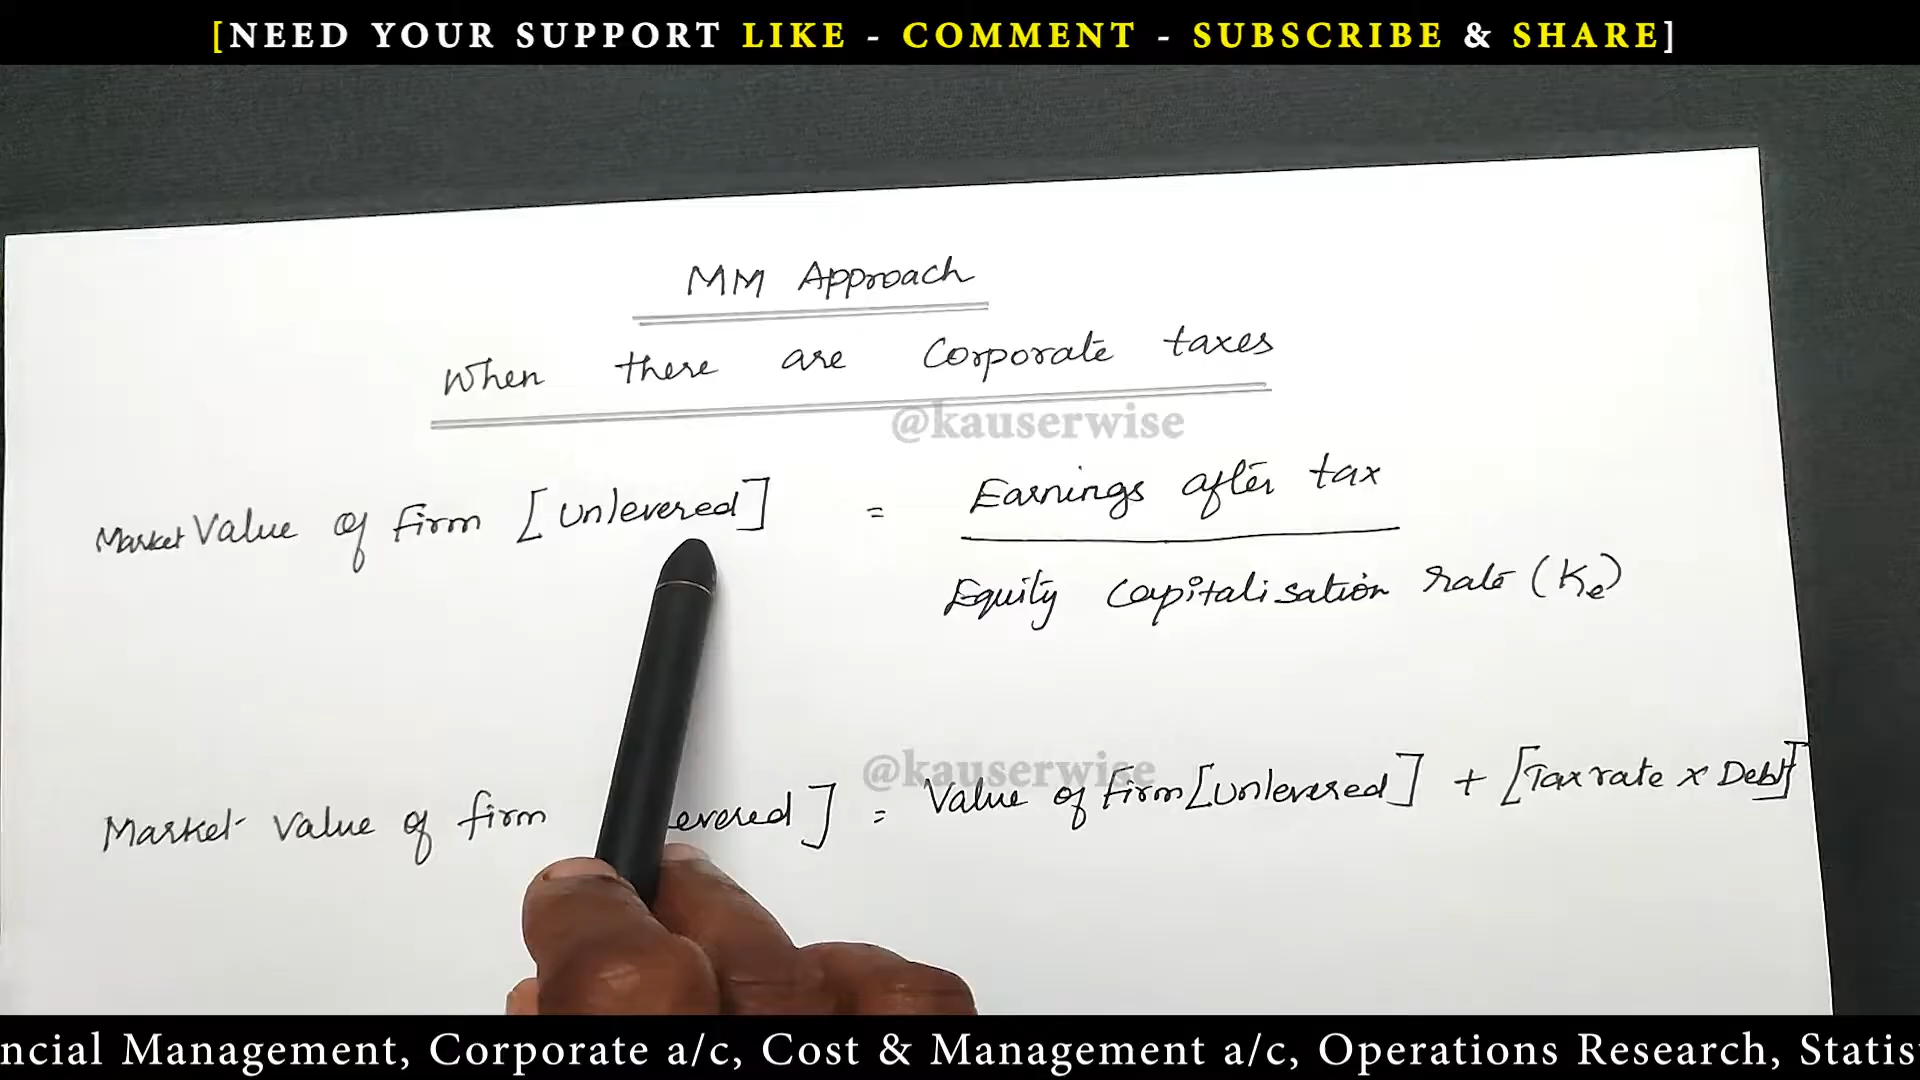 [NEED YOUR SUPPORT LIKE - COMMENT - SUBSCRIBE & SHARE]
MM Approach
When there are Corporate taxes
@kauserwise
Market Value of firm [Unlevered] = Earnings after tax
Equity Capitalisation rate (Ke)
@kauserwise
Market Value of firm evered] = Value of Firm [Unlevered] + [Tax rate x Debt]
ncial Management, Corporate a/c, Cost & Management a/c, Operations Research, Statis